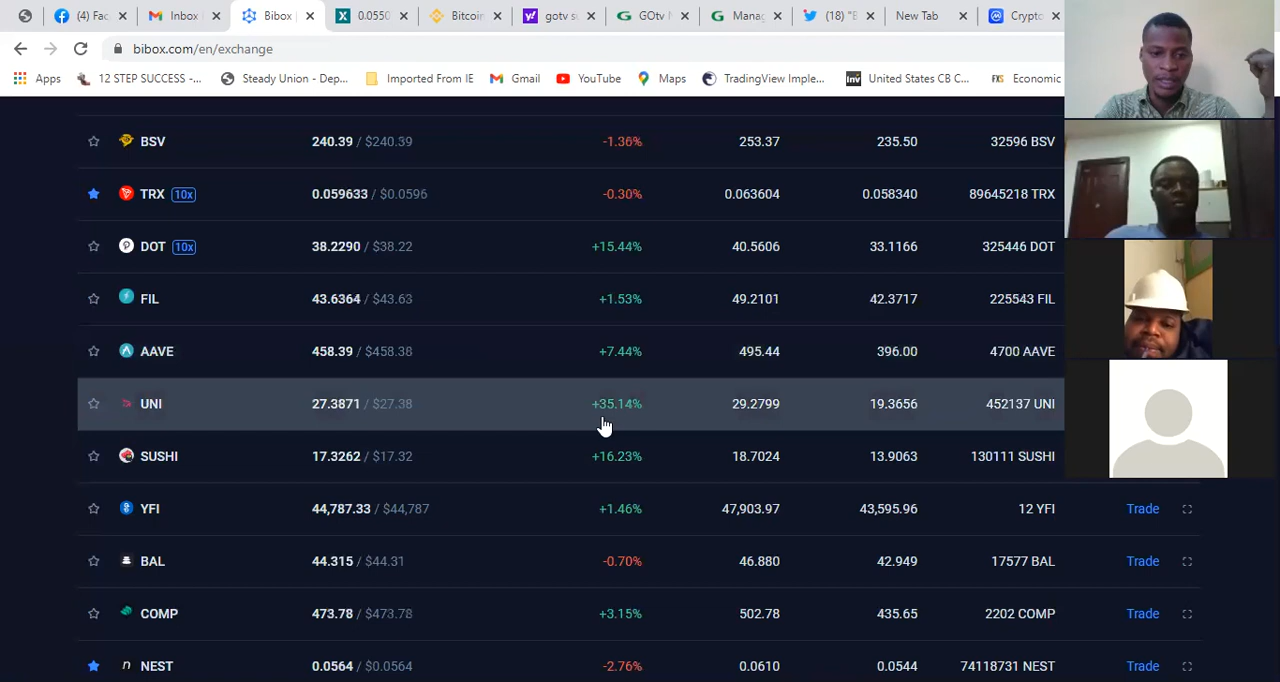 (4) Fac
Inbox
Bibox
0.0550
Bitcoin
gotv su
GOtv N
Manag
(18) "B
New Tab
Crypto
bibox.com/en/exchange
Apps
12 STEP SUCCESS -...
Steady Union - Dep...
Imported From IE
Gmail
YouTube
Maps
TradingView Imple...
Inv United States CB C...
FXS Economic
BSV 240.39 / $240.39 -1.36% 253.37 235.50 32596 BSV
TRX 10x 0.059633 / $0.0596 -0.30% 0.063604 0.058340 89645218 TRX
DOT 10x 38.2290 / $38.22 +15.44% 40.5606 33.1166 325446 DOT
FIL 43.6364 / $43.63 +1.53% 49.2101 42.3717 225543 FIL
AAVE 458.39 / $458.38 +7.44% 495.44 396.00 4700 AAVE
UNI 27.3871 / $27.38 +35.14% 29.2799 19.3656 452137 UNI
SUSHI 17.3262 / $17.32 +16.23% 18.7024 13.9063 130111 SUSHI
YFI 44,787.33 / $44,787 +1.46% 47,903.97 43,595.96 12 YFI Trade
BAL 44.315 / $44.31 -0.70% 46.880 42.949 17577 BAL Trade
COMP 473.78 / $473.78 +3.15% 502.78 435.65 2202 COMP Trade
NEST 0.0564 / $0.0564 -2.76% 0.0610 0.0544 74118731 NEST Trade